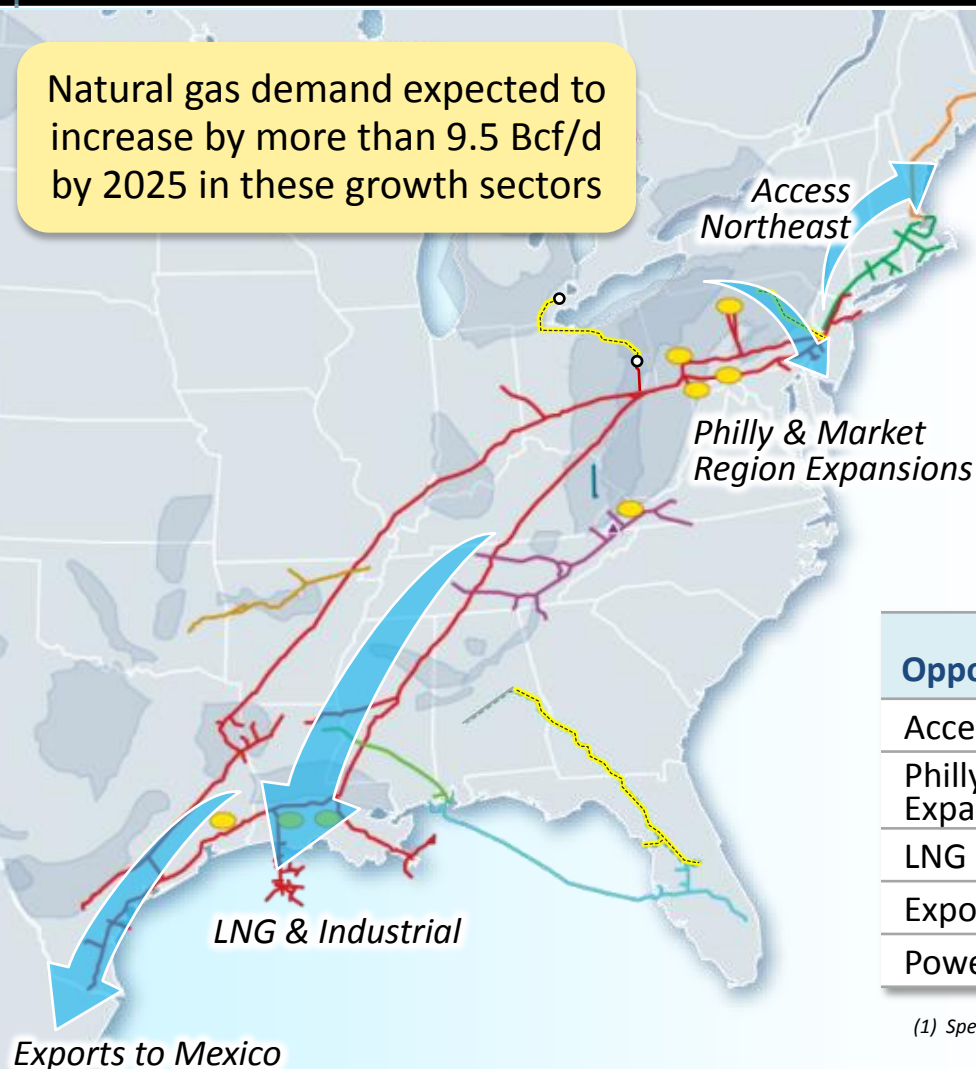 Natural gas demand expected to
increase by more than 9.5 Bcf/d
by 2025 in these growth sectors
Access
Northeast
Philly & Market
Region Expansions
LNG & Industrial
Exports to Mexico
Oppo
Acce
Philly
Expa
LNG
Expo
Powe
(1) Spe